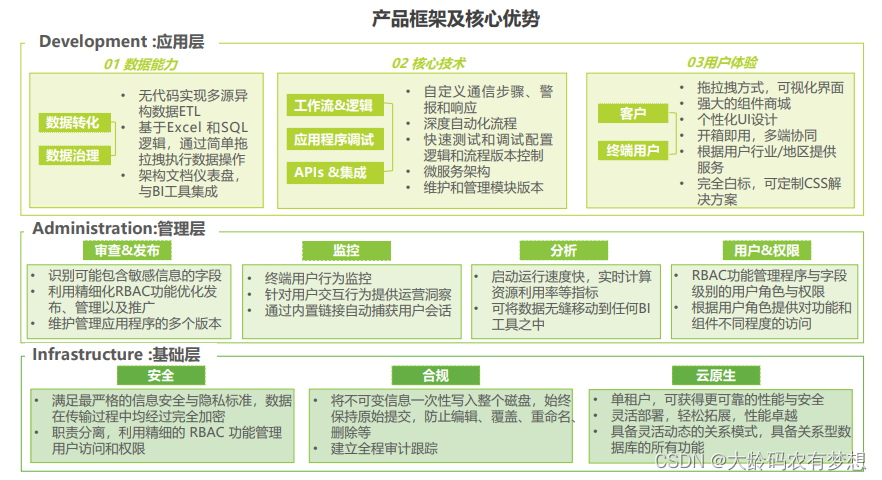 产品框架及核心优势
Development :应用层
01 数据能力
数据转化
数据治理
• 无代码实现多源异
构数据ETL
• 基于Excel 和SQL
逻辑，通过简单拖
拉拽执行数据操作
• 架构文档仪表盘，
与BI工具集成
02 核心技术
工作流&逻辑
应用程序调试
APIs &集成
• 自定义通信步骤、警
报和响应
• 深度自动化流程
• 快速测试和调试配置
逻辑和流程版本控制
• 微服务架构
• 维护和管理模块版本
03用户体验
客户
终端用户
• 拖拉拽方式，可视化界面
• 强大的组件商城
• 个性化UI设计
• 开箱即用，多端协同
• 根据用户行业/地区提供
服务
• 完全白标，可定制CSS解
决方案
Administration:管理层
审查&发布
• 识别可能包含敏感信息的字段
• 利用精细化RBAC功能优化发
布、管理以及推广
• 维护管理应用程序的多个版本
监控
• 终端用户行为监控
• 针对用户交互行为提供运营洞察
• 通过内置链接自动捕获用户会话
分析
• 启动运行速度快，实时计算
资源利用率等指标
• 可将数据无缝移动到任何BI
工具之中
用户&权限
• RBAC功能管理程序与字段
级别的用户角色与权限
• 根据用户角色提供对功能和
组件不同程度的访问
Infrastructure :基础层
安全
• 满足最严格的信息安全与隐私标准，数据
在传输过程中均经过完全加密
• 职责分离，利用精细的 RBAC 功能管理
用户访问和权限
合规
• 将不可变信息一次性写入整个磁盘，始终
保持原始提交，防止编辑、覆盖、重命名、
删除等
• 建立全程审计跟踪
云原生
• 单租户，可获得更可靠的性能与安全
• 灵活部署，轻松拓展，性能卓越
• 具备灵活动态的关系模式，具备关系型数
据库的所有功能
CSDN @大龄码农有梦想